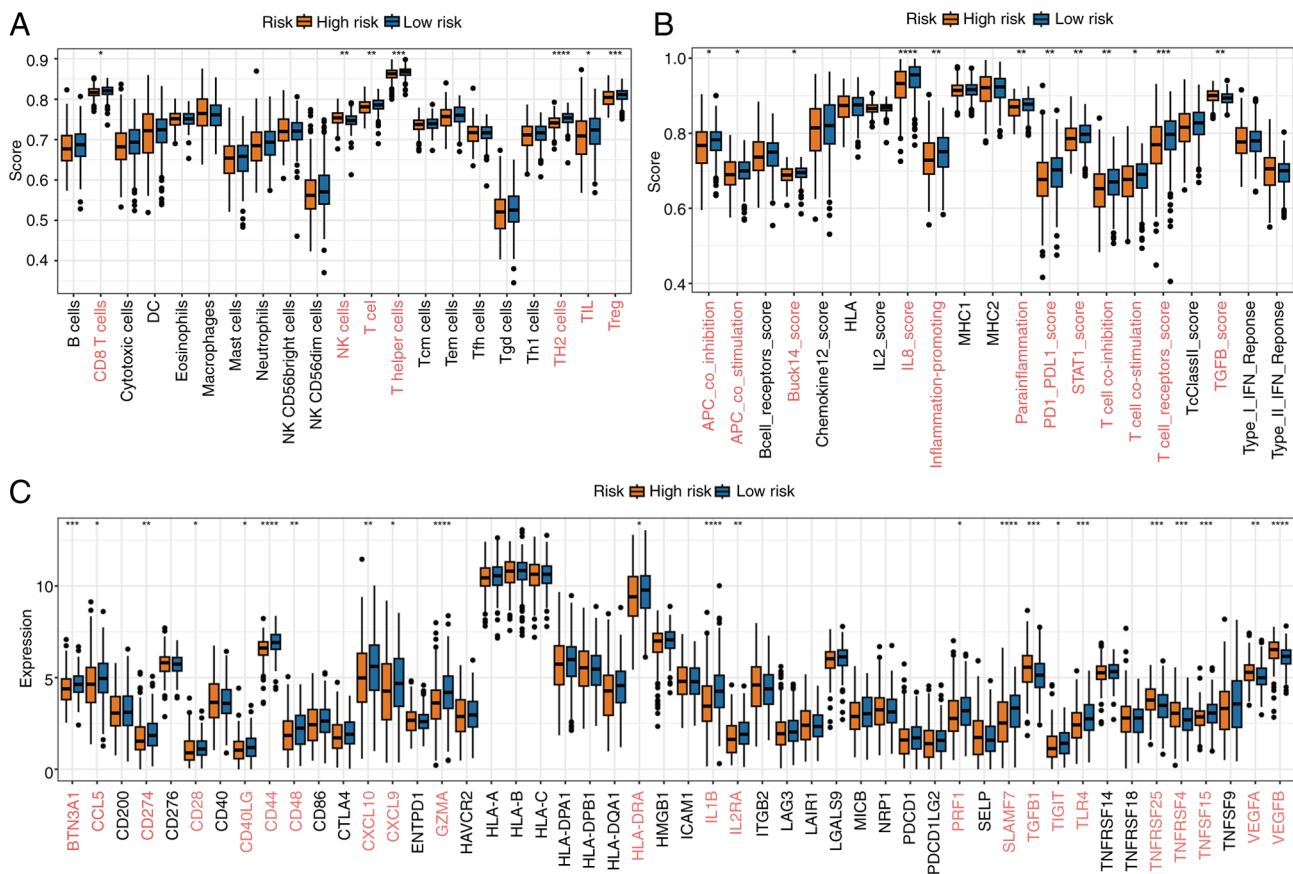 A
Risk High risk Low risk
* ** ** *** **** * ***
0.9
0.8
0.7
0.6
0.5
0.4
Score
B cells
CD8 T cells
Cytotoxic cells
DC
Eosinophils
Macrophages
Mast cells
Neutrophils
NK CD56bright cells
NK CD56dim cells
NK cells
T cel
T helper cells
Tcm cells
Tem cells
Tfh cells
Tgd cells
Th1 cells
TH2 cells
TIL
Treg
B
Risk High risk Low risk
* * * **** ** ** ** ** ** * *** **
1.0
0.8
0.6
0.4
Score
APC_co_inhibition
APC_co_stimulation
Bcell_receptors_score
Buck14_score
Chemokine12_score
HLA
IL2_score
IL8_score
Inflammation-promoting
MHC1
MHC2
Parainflammation
PD1_PDL1_score
STAT1_score
T cell co-inhibition
T cell co-stimulation
T cell_receptors_score
TcClassII_score
TGFB_score
Type_I_IFN_Reponse
Type_II_IFN_Reponse
C
Risk High risk Low risk
*** * ** * * **** ** ** * **** * **** ** * **** *** * *** *** *** *** ** ****
10
5
0
Expression
BTN3A1
CCL5
CD200
CD274
CD276
CD28
CD40
CD40LG
CD44
CD48
CD86
CTLA4
CXCL10
CXCL9
ENTPD1
GZMA
HAVCR2
HLA-A
HLA-B
HLA-C
HLA-DPA1
HLA-DPB1
HLA-DQA1
HLA-DRA
HMGB1
ICAM1
IL1B
IL2RA
ITGB2
LAG3
LAIR1
LGALS9
MICB
NRP1
PDCD1
PDCD1LG2
PRF1
SELP
SLAMF7
TGFB1
TIGIT
TLR4
TNFRSF14
TNFRSF18
TNFRSF25
TNFRSF4
TNFSF15
TNFSF9
VEGFA
VEGFB